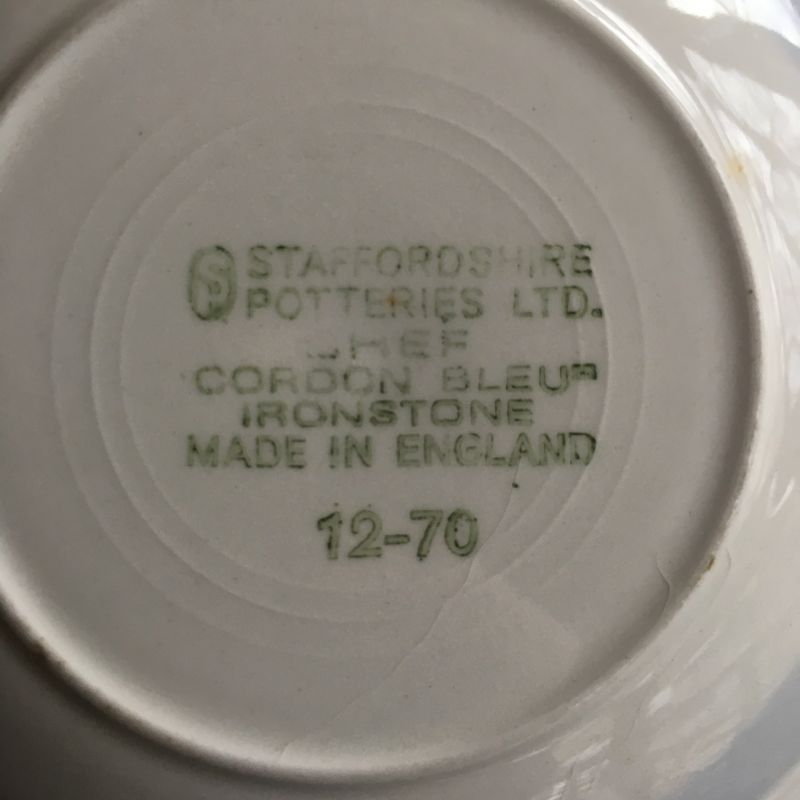 SP STAFFORDSHIRE
POTTERIES LTD.
CHEF
CORDON BLEU®
IRONSTONE
MADE IN ENGLAND
12-70